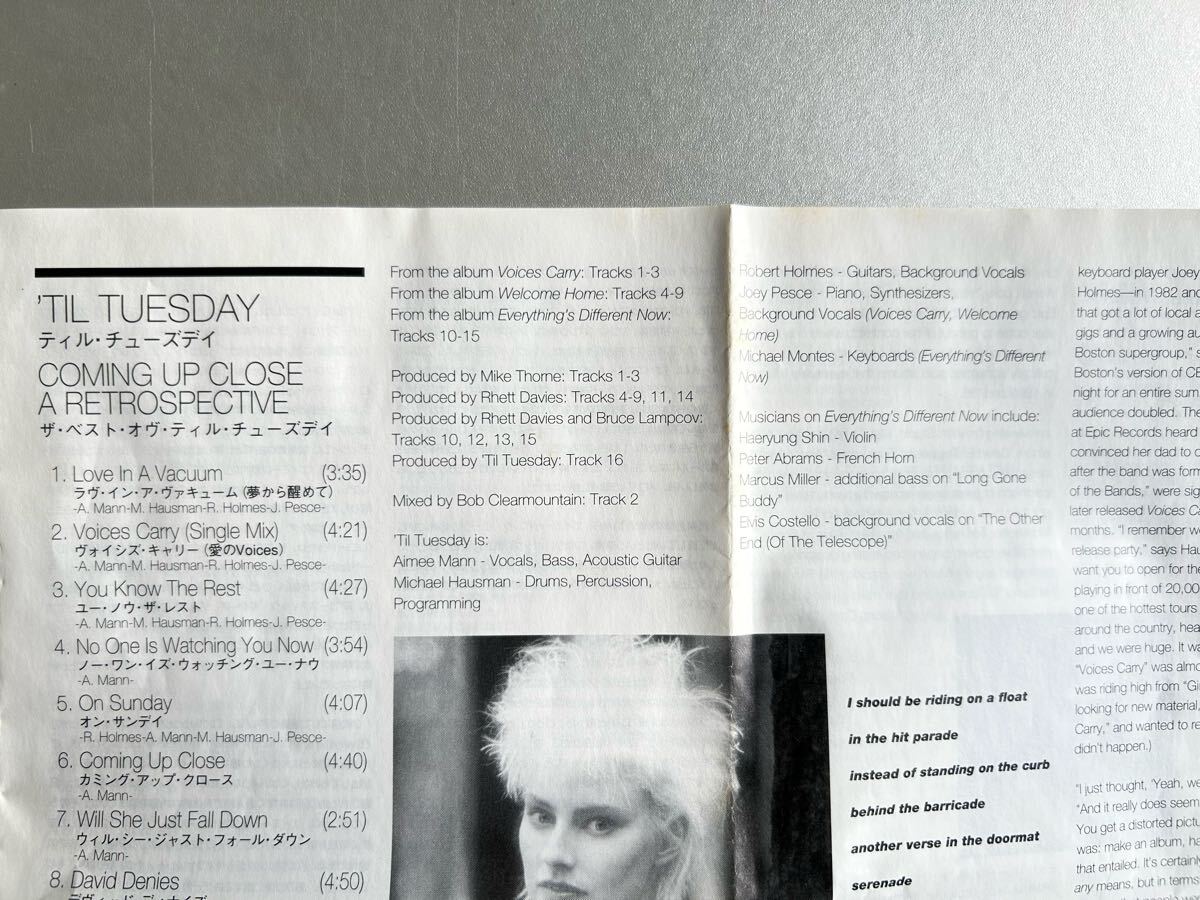 'TIL TUESDAY
ティル・チューズデイ
COMING UP CLOSE
A RETROSPECTIVE
ザ・ベスト・オヴ・ティル・チューズデイ
1. Love In A Vacuum (3:35)
ラヴ・イン・ア・ヴァキューム (夢から醒めて)
-A. Mann-M. Hausman-R. Holmes-J. Pesce-
2. Voices Carry (Single Mix) (4:21)
ヴォイシズ・キャリー (愛のVoices)
-A. Mann-M. Hausman-R. Holmes-J. Pesce-
3. You Know The Rest (4:27)
ユー・ノウ・ザ・レスト
-A. Mann-M. Hausman-R. Holmes-J. Pesce-
4. No One Is Watching You Now (3:54)
ノー・ワン・イズ・ウォッチング・ユー・ナウ
-A. Mann-
5. On Sunday (4:07)
オン・サンデイ
-R. Holmes-A. Mann-M. Hausman-J. Pesce-
6. Coming Up Close (4:40)
カミング・アップ・クロース
-A. Mann-
7. Will She Just Fall Down (2:51)
ウィル・シー・ジャスト・フォール・ダウン
-A. Mann-
8. David Denies (4:50)
From the album Voices Carry: Tracks 1-3
From the album Welcome Home: Tracks 4-9
From the album Everything's Different Now:
Tracks 10-15
Produced by Mike Thorne: Tracks 1-3
Produced by Rhett Davies: Tracks 4-9, 11, 14
Produced by Rhett Davies and Bruce Lampcov:
Tracks 10, 12, 13, 15
Produced by 'Til Tuesday: Track 16
Mixed by Bob Clearmountain: Track 2
'Til Tuesday is:
Aimee Mann - Vocals, Bass, Acoustic Guitar
Michael Hausman - Drums, Percussion,
Programming
Robert Holmes - Guitars, Background Vocals
Joey Pesce - Piano, Synthesizers,
Background Vocals (Voices Carry, Welcome
Home)
Michael Montes - Keyboards (Everything's Different
Now)
Musicians on Everything's Different Now include:
Haeryung Shin - Violin
Peter Abrams - French Horn
Marcus Miller - additional bass on "Long Gone
Buddy"
Elvis Costello - background vocals on "The Other
End (Of The Telescope)"
I should be riding on a float
in the hit parade
instead of standing on the curb
behind the barricade
another verse in the doormat
serenade
keyboard player Joey
Holmes—in 1982 and
that got a lot of local a
gigs and a growing au
Boston supergroup," s
Boston's version of CB
night for an entire sum
audience doubled. The
at Epic Records heard
convinced her dad to c
after the band was form
of the Bands," were sig
later released Voices Ca
months. "I remember we
release party," says Hau
want you to open for the
playing in front of 20,00
one of the hottest tours
around the country, hea
and we were huge. It wa
"Voices Carry" was almo
was riding high from "Gi
looking for new material,
Carry," and wanted to re
didn't happen.)
"I just thought, 'Yeah, we
"And it really does seem
You get a distorted pictu
was: make an album, ha
that entailed. It's certainl
any means, but in terms